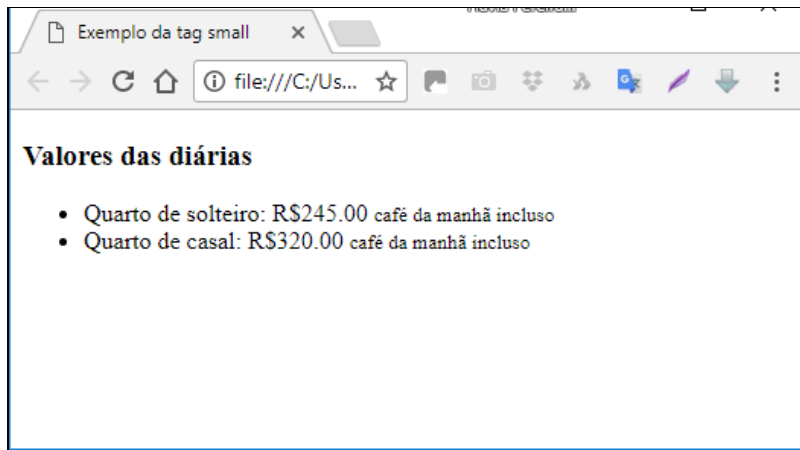 Exemplo da tag small
file:///C:/Us...
Valores das diárias
Quarto de solteiro: R$245.00 café da manhã incluso
Quarto de casal: R$320.00 café da manhã incluso